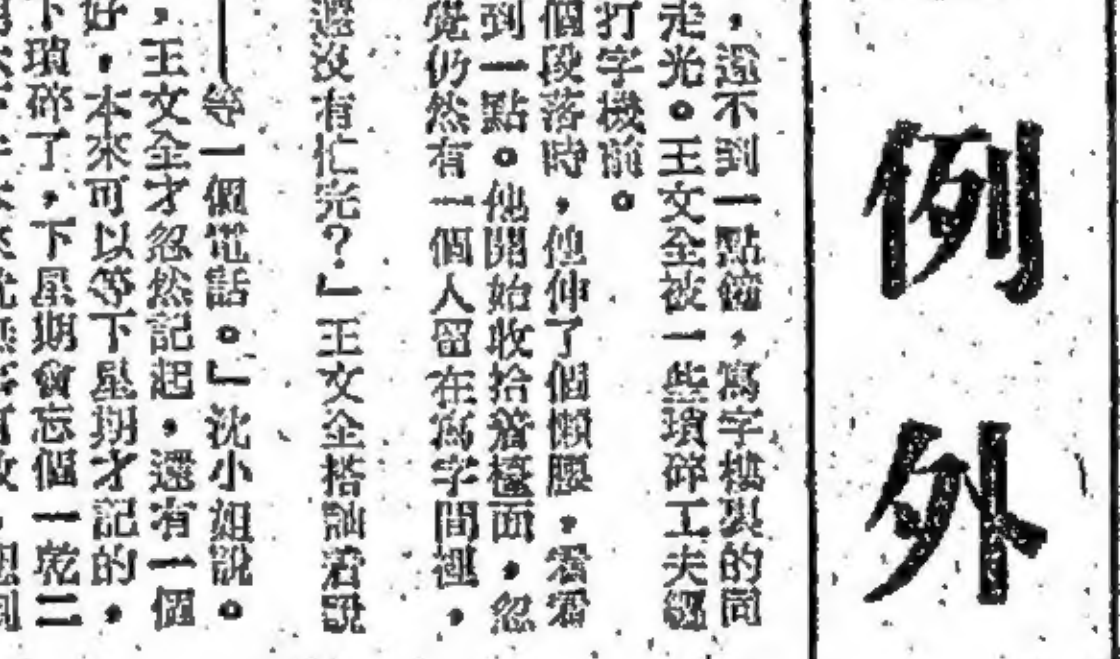 例外
，還不到一點鐘，寫字樓裏的同
走光。王文全被一些瑣碎工夫纏
打字機前。
個段落時，他伸了個懶腰，看看
到一點。他開始收拾着檯面，忽
覺仍然有一個人留在寫字間裡，
還沒有忙完？」王文全搭訕着說
——等一個電話。」沈小姐說。
，王文全才忽然記起，還有一個
好，本來可以等下星期才記的，
下瑣碎了，下星期會忘個一乾二